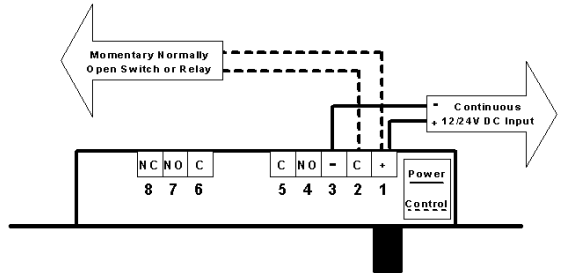 Momentary Normally
Open Switch or Relay
- Continuous
+ 12/24V DC Input
NC NO C C NO - C +
8 7 6 5 4 3 2 1
Power
Control